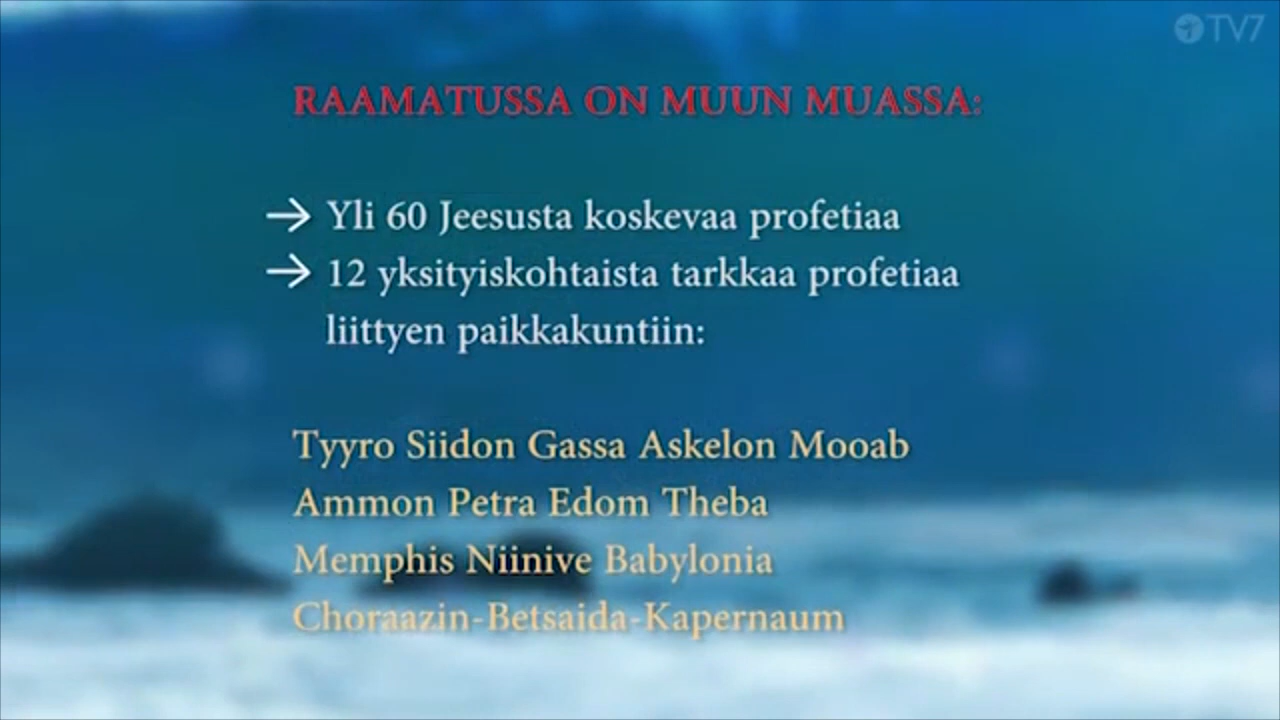 TV7
RAAMATUSSA ON MUUN MUASSA:
→ Yli 60 Jeesusta koskevaa profetiaa
→ 12 yksityiskohtaista tarkkaa profetiaa
liittyen paikkakuntiin:
Tyyro Siidon Gassa Askelon Mooab
Ammon Petra Edom Theba
Memphis Niinive Babylonia
Choraazin-Betsaida-Kapernaum